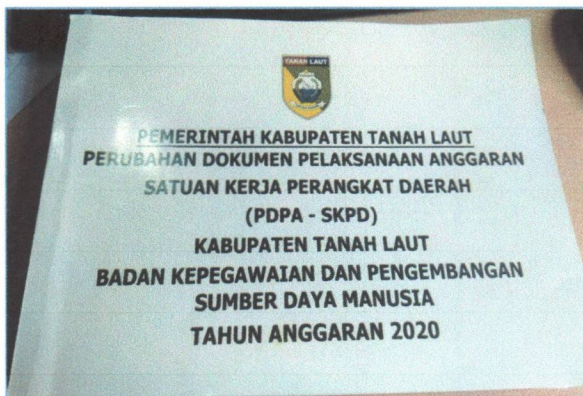 TANAH LAUT
PEMERINTAH KABUPATEN TANAH LAUT
PERUBAHAN DOKUMEN PELAKSANAAN ANGGARAN
SATUAN KERJA PERANGKAT DAERAH
(PDPA - SKPD)
KABUPATEN TANAH LAUT
BADAN KEPEGAWAIAN DAN PENGEMBANGAN
SUMBER DAYA MANUSIA
TAHUN ANGGARAN 2020